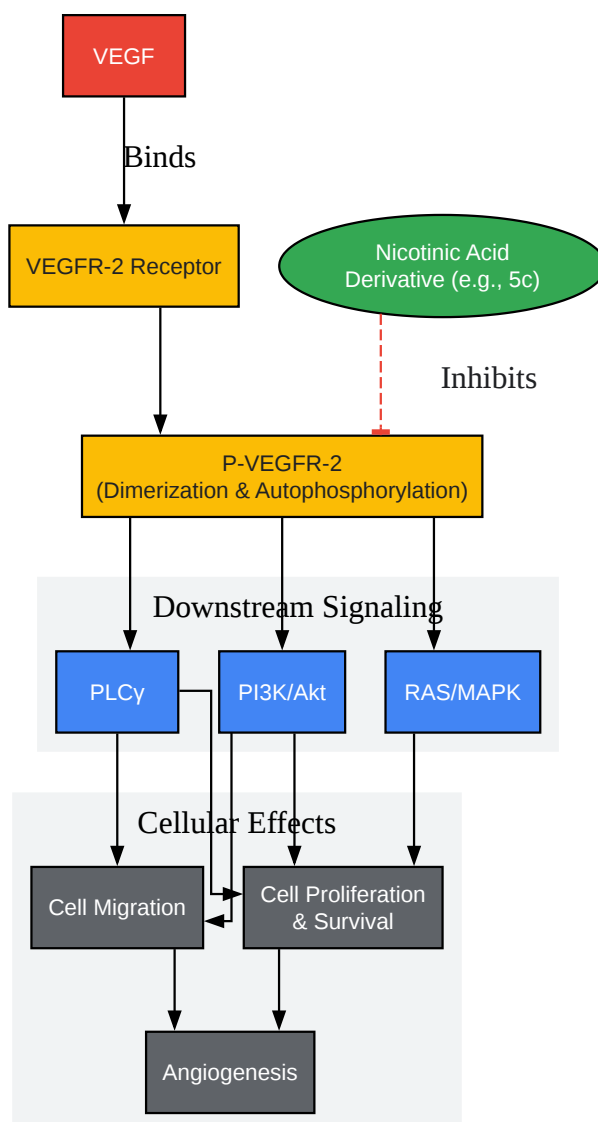 VEGF
Binds
VEGFR-2 Receptor
Nicotinic Acid
Derivative (e.g., 5c)
Inhibits
P-VEGFR-2
(Dimerization & Autophosphorylation)
Downstream Signaling
PLCγ
PI3K/Akt
RAS/MAPK
Cellular Effects
Cell Migration
Cell Proliferation
& Survival
Angiogenesis